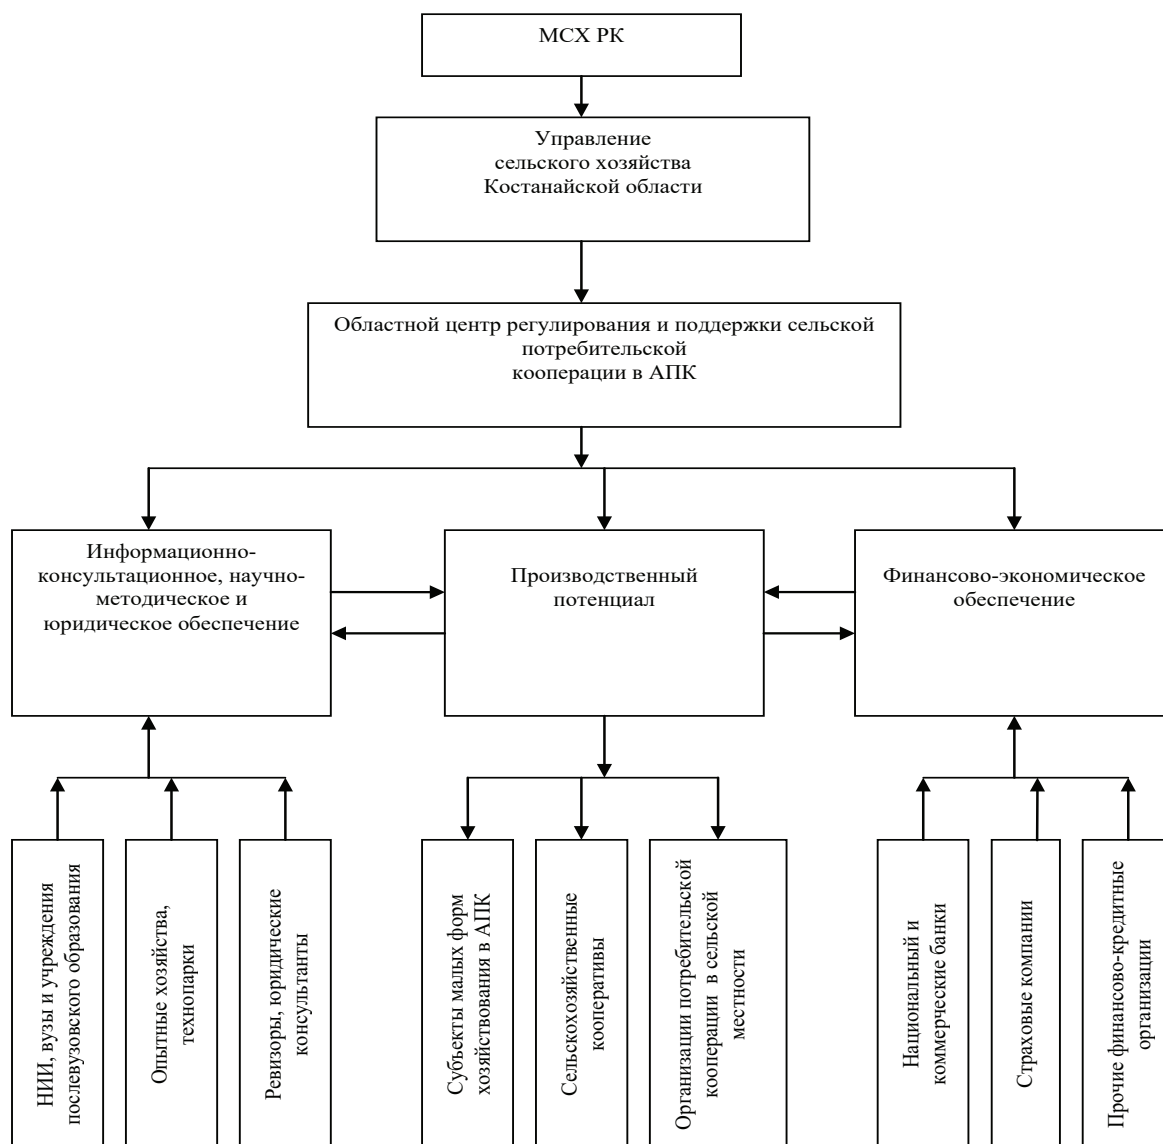 МСХ РК
Управление
сельского хозяйства
Костанайской области
Областной центр регулирования и поддержки сельской
потребительской
кооперации в АПК
Информационно-
консультационное, научно-
методическое и
юридическое обеспечение
Производственный
потенциал
Финансово-экономическое
обеспечение
НИИ, вузы и учреждения
послевузовского образования
Опытные хозяйства,
технопарки
Ревизоры, юридические
консультанты
Субъекты малых форм
хозяйствования в АПК
Сельскохозяйственные
кооперативы
Организации потребительской
кооперации в сельской
местности
Национальный и
коммерческие банки
Страховые компании
Прочие финансово-кредитные
организации